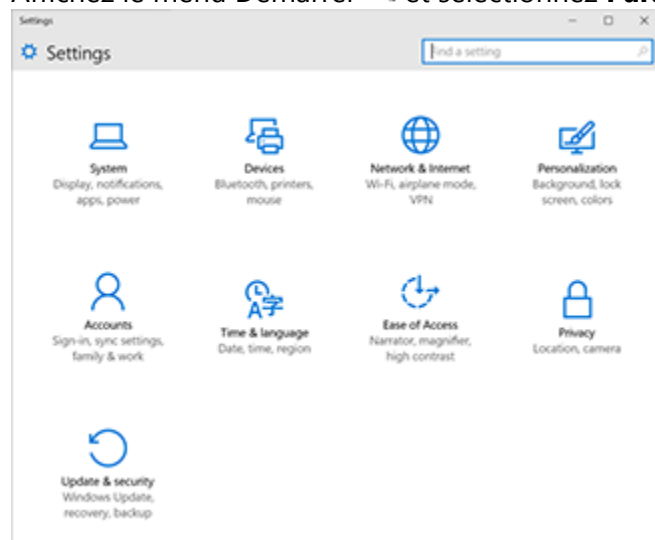 Settings
Settings
Find a setting
System
Display, notifications,
apps, power
Devices
Bluetooth, printers,
mouse
Network & Internet
Wi-Fi, airplane mode,
VPN
Personalization
Background, lock
screen, colors
Accounts
Sign-in, sync settings,
family & work
Time & language
Date, time, region
Ease of Access
Narrator, magnifier,
high contrast
Privacy
Location, camera
Update & security
Windows Update,
recovery, backup